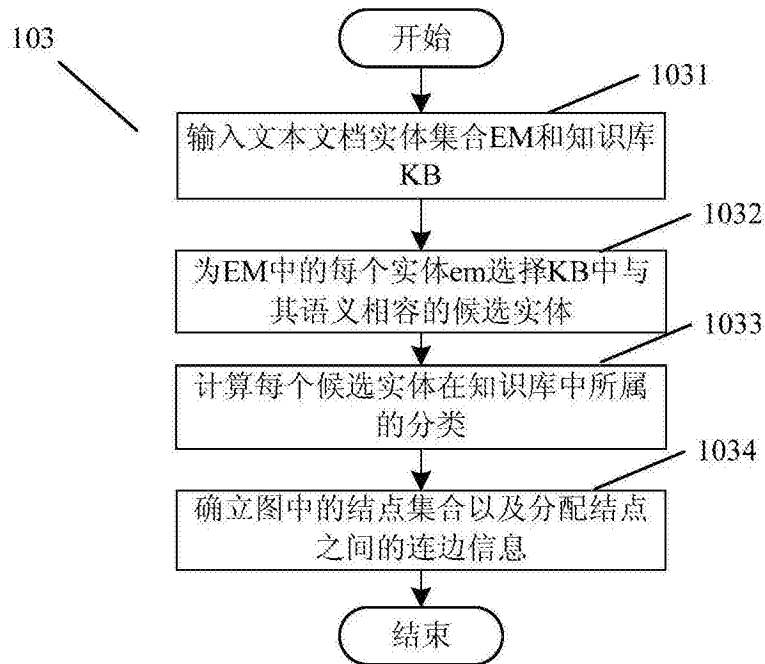 103
开始
1031
输入文本文档实体集合EM和知识库
KB
1032
为EM中的每个实体em选择KB中与
其语义相容的候选实体
1033
计算每个候选实体在知识库中所属
的分类
1034
确立图中的结点集合以及分配结点
之间的连边信息
结束